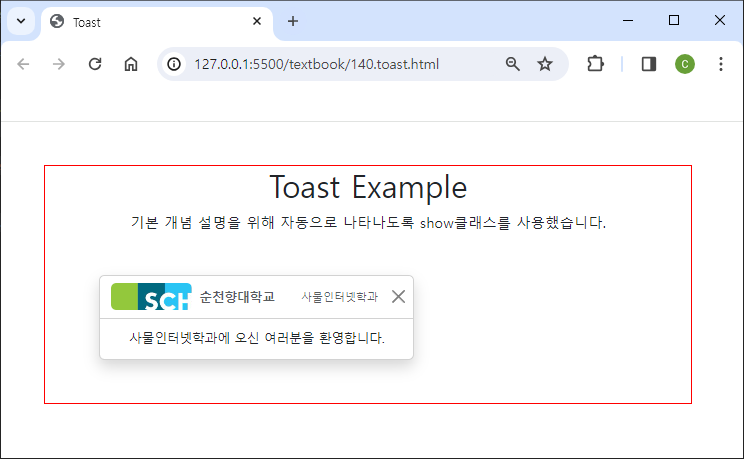 Toast
127.0.0.1:5500/textbook/140.toast.html
C
Toast Example
기본 개념 설명을 위해 자동으로 나타나도록 show클래스를 사용했습니다.
SCH 순천향대학교 사물인터넷학과
사물인터넷학과에 오신 여러분을 환영합니다.